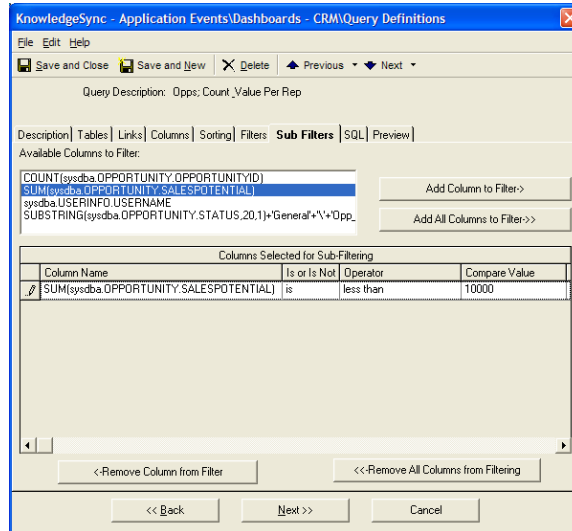 KnowledgeSync - Application Events\Dashboards - CRM\Query Definitions
File Edit Help
Save and Close Save and New Delete Previous Next
Query Description: Opps; Count _Value Per Rep
Description Tables Links Columns Sorting Filters Sub Filters SQL Preview
Available Columns to Filter:
COUNT(sysdba.OPPORTUNITY.OPPORTUNITYID)
SUM(sysdba.OPPORTUNITY.SALESPOTENTIAL)
sysdba.USERINFO.USERNAME
SUBSTRING(sysdba.OPPORTUNITY.STATUS,20,1)+'General'+'\'+'Opp_
Add Column to Filter->
Add All Columns to Filter->>
Columns Selected for Sub-Filtering
Column Name Is or Is Not Operator Compare Value
SUM(sysdba.OPPORTUNITY.SALESPOTENTIAL) is less than 10000
<-Remove Column from Filter
<<-Remove All Columns from Filtering
<< Back Next >> Cancel